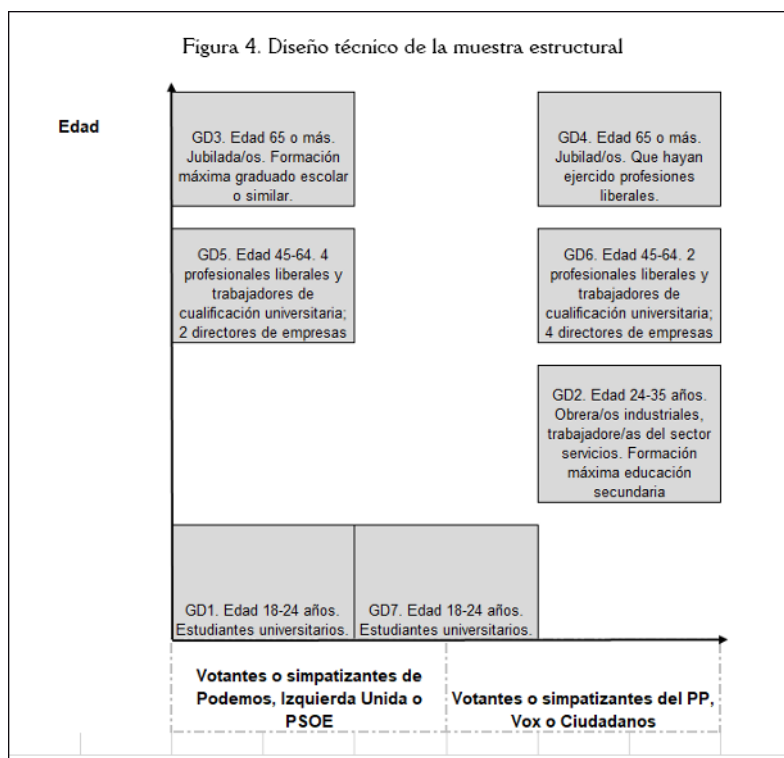 Figura 4. Diseño técnico de la muestra estructural
Edad
GD3. Edad 65 o más.
Jubilada/os. Formación
máxima graduado escolar
o similar.
GD4. Edad 65 o más.
Jubilad/os. Que hayan
ejercido profesiones
liberales.
GD5. Edad 45-64. 4
profesionales liberales y
trabajadores de
cualificación universitaria;
2 directores de empresas
GD6. Edad 45-64. 2
profesionales liberales y
trabajadores de
cualificación universitaria;
4 directores de empresas
GD2. Edad 24-35 años.
Obrera/os industriales,
trabajadore/as del sector
servicios. Formación
máxima educación
secundaria
GD1. Edad 18-24 años.
Estudiantes universitarios.
GD7. Edad 18-24 años.
Estudiantes universitarios.
Votantes o simpatizantes de
Podemos, Izquierda Unida o
PSOE
Votantes o simpatizantes del PP,
Vox o Ciudadanos